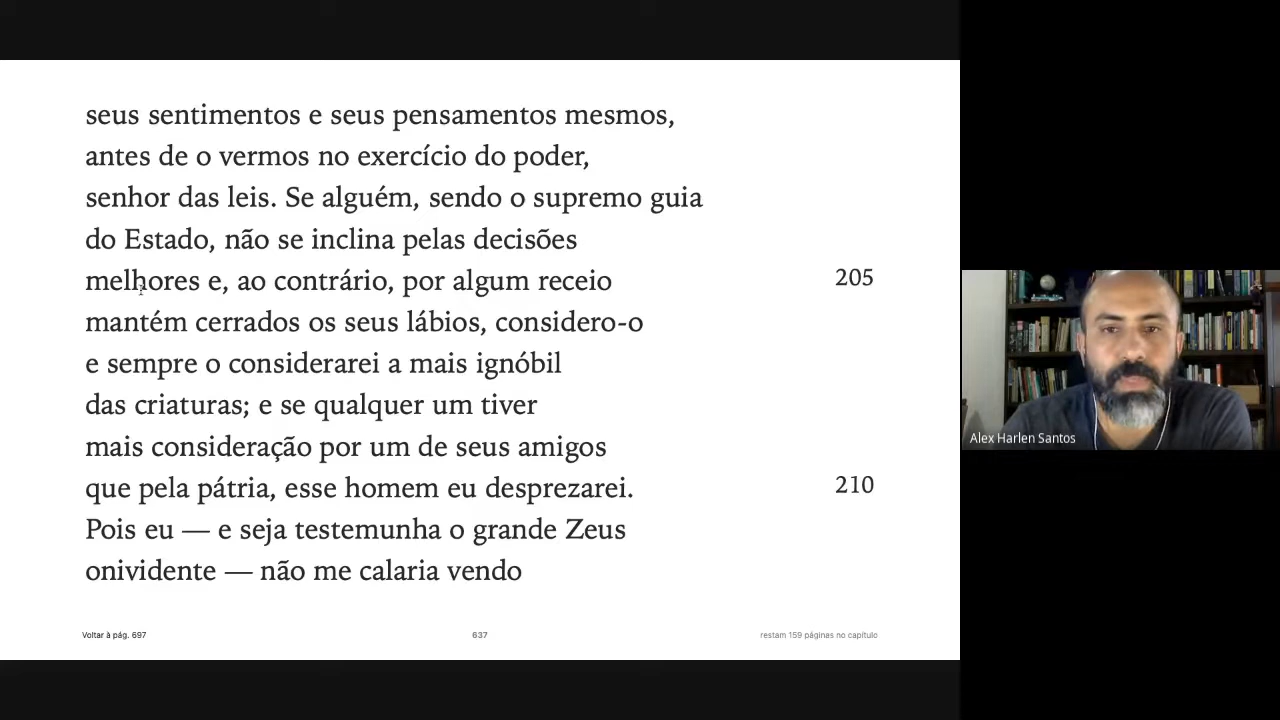 seus sentimentos e seus pensamentos mesmos,
antes de o vermos no exercício do poder,
senhor das leis. Se alguém, sendo o supremo guia
do Estado, não se inclina pelas decisões
melhores e, ao contrário, por algum receio
205
mantém cerrados os seus lábios, considero-o
e sempre o considerarei a mais ignóbil
das criaturas; e se qualquer um tiver
mais consideração por um de seus amigos
que pela pátria, esse homem eu desprezarei.
210
Pois eu — e seja testemunha o grande Zeus
onividente — não me calaria vendo
Voltar à pág. 697
637
restam 159 páginas no capítulo
Alex Harlen Santos